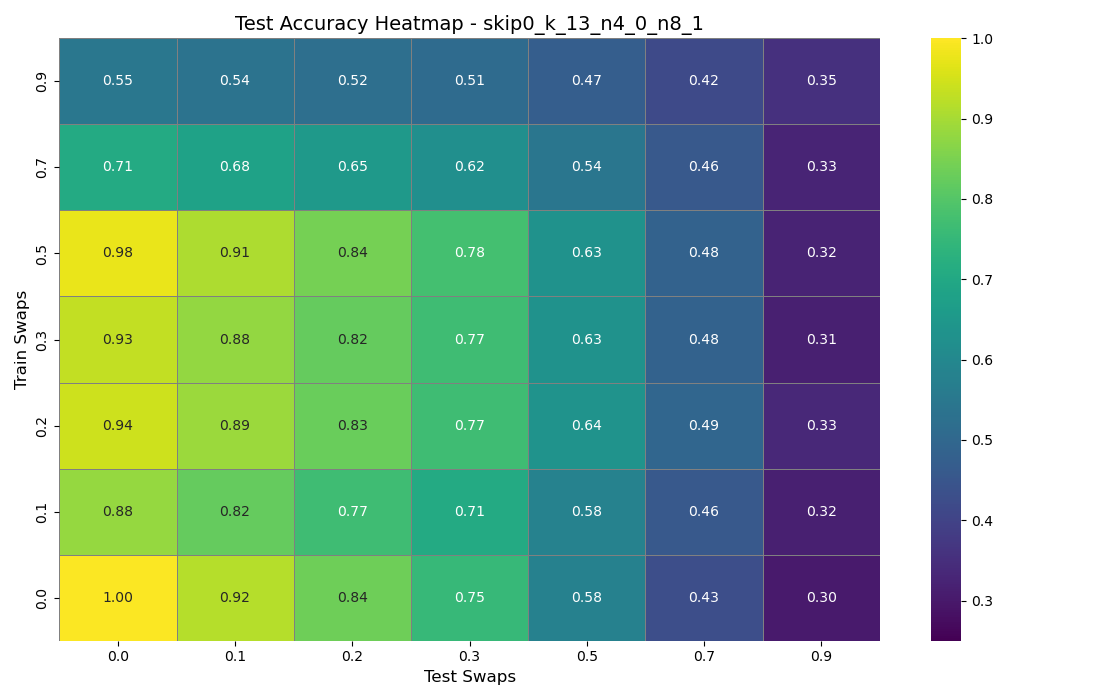 Test Accuracy Heatmap - skip0_k_13_n4_0_n8_1
Train Swaps
0.9 0.55 0.54 0.52 0.51 0.47 0.42 0.35
0.7 0.71 0.68 0.65 0.62 0.54 0.46 0.33
0.5 0.98 0.91 0.84 0.78 0.63 0.48 0.32
0.3 0.93 0.88 0.82 0.77 0.63 0.48 0.31
0.2 0.94 0.89 0.83 0.77 0.64 0.49 0.33
0.1 0.88 0.82 0.77 0.71 0.58 0.46 0.32
0.0 1.00 0.92 0.84 0.75 0.58 0.43 0.30
0.0 0.1 0.2 0.3 0.5 0.7 0.9
Test Swaps
1.0
0.9
0.8
0.7
0.6
0.5
0.4
0.3